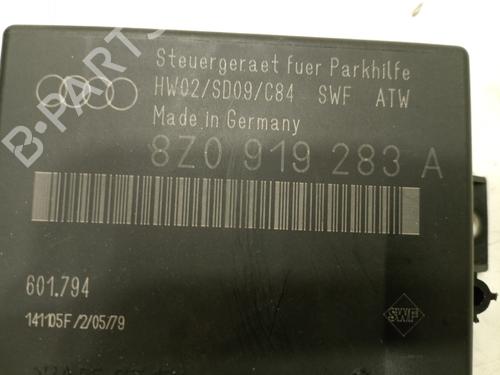 Steuergeraet fuer Parkhilfe
HW02/SD09/C84 SWF ATW
Made in Germany
8Z0 919 283 A
601.794
141105F/2/05/79
SWF
B-PARTS